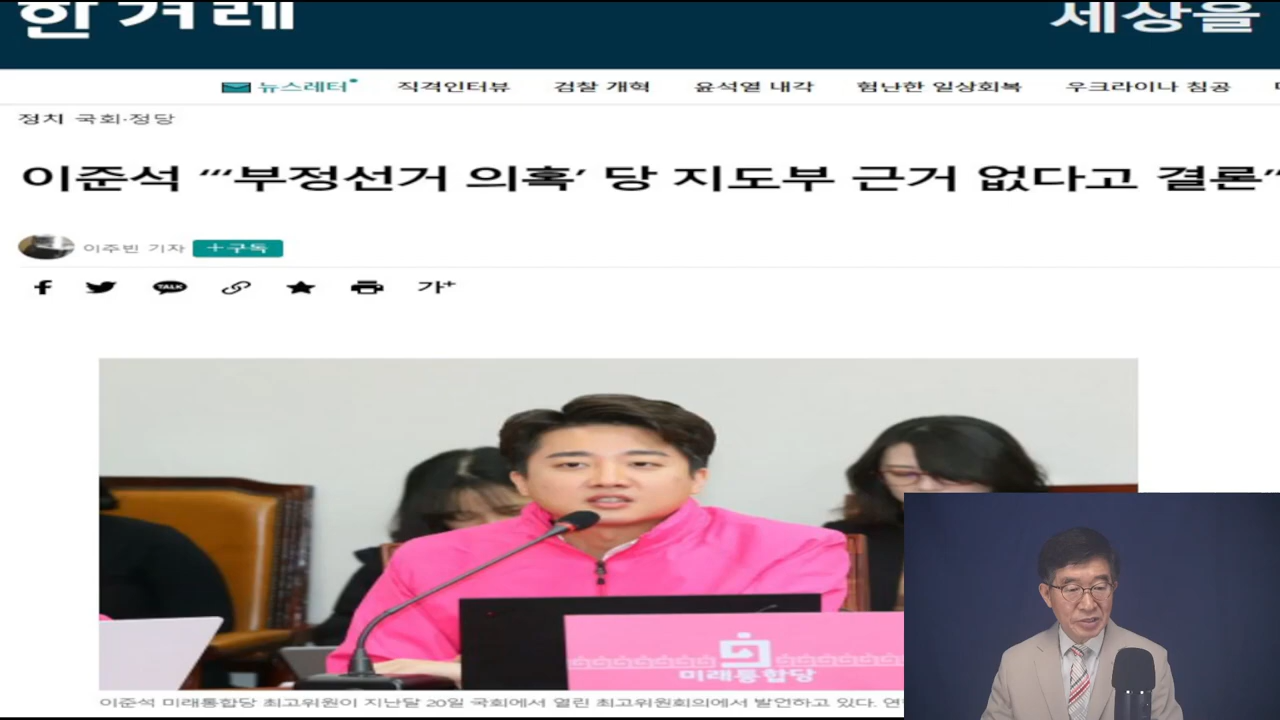 한겨레
세상을
뉴스레터 직격인터뷰 검찰 개혁 윤석열 내각 험난한 일상회복 우크라이나 침공
정치 국회·정당
이준석 “‘부정선거 의혹’ 당 지도부 근거 없다고 결론”
이주빈 기자 +구독
TALK 가+
미래통합당
이준석 미래통합당 최고위원이 지난달 20일 국회에서 열린 최고위원회의에서 발언하고 있다.